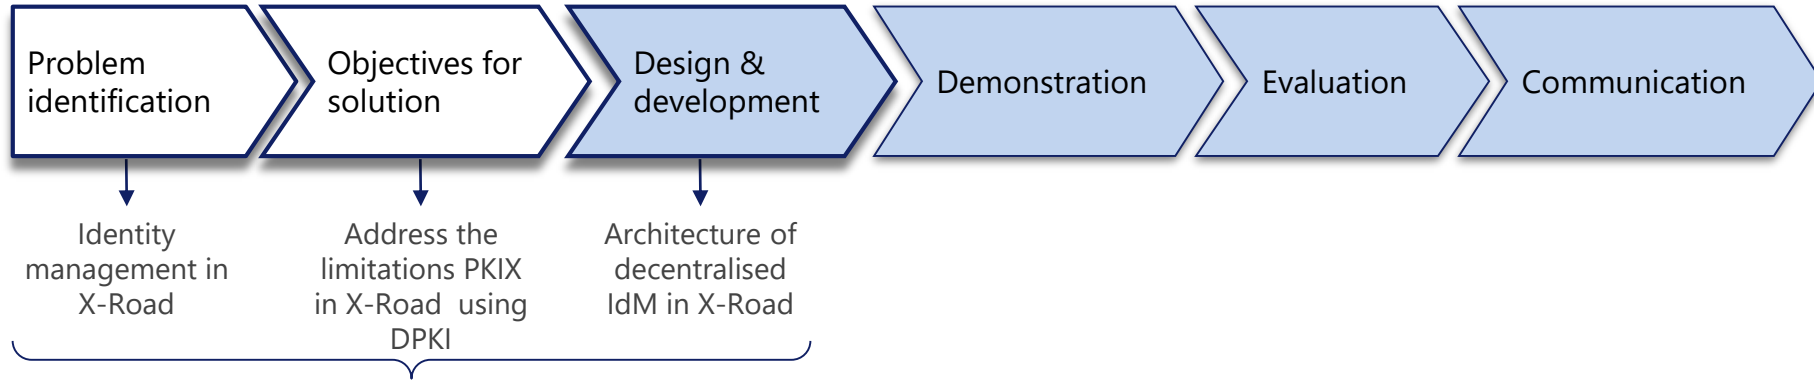 Problem
identification
Objectives for
solution
Design &
development
Demonstration
Evaluation
Communication
Identity
management in
X-Road
Address the
limitations PKIX
in X-Road  using
DPKI
Architecture of
decentralised
IdM in X-Road